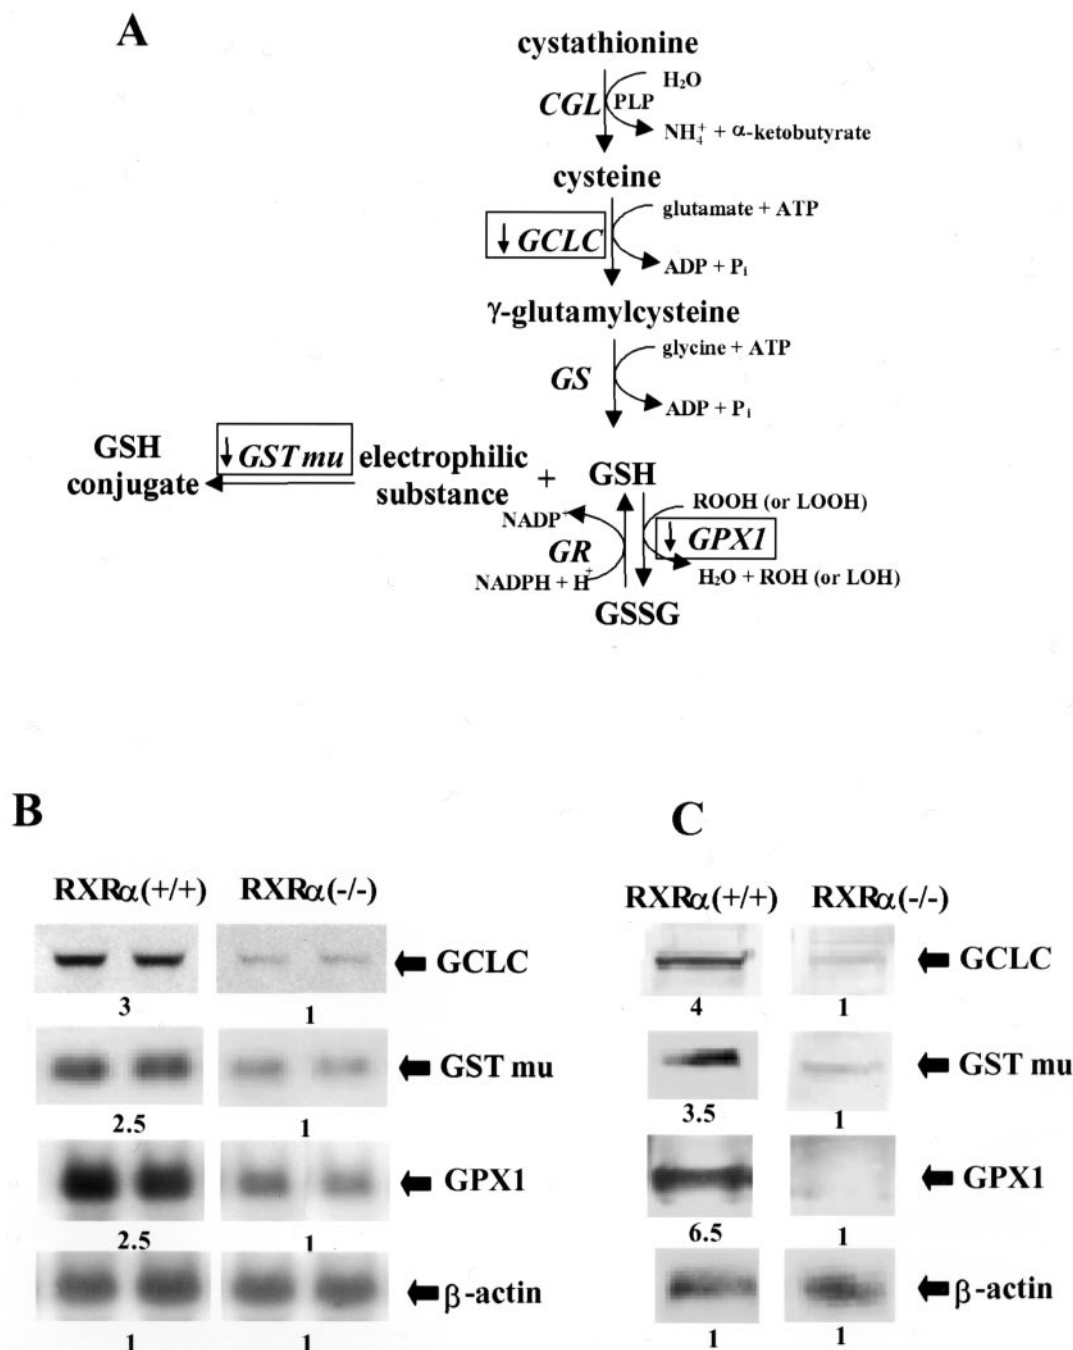 A
cystathionine
H₂O
CGL
PLP
NH₄⁺ + α-ketobutyrate
cysteine
glutamate + ATP
↓ GCLC
ADP + Pᵢ
γ-glutamylcysteine
glycine + ATP
GS
ADP + Pᵢ
GSH conjugate
↓ GST mu
electrophilic substance
+
GSH
ROOH (or LOOH)
NADP⁺
↓ GPX1
GR
NADPH + H⁺
H₂O + ROH (or LOH)
GSSG
B
RXRα(+/+) RXRα(-/-)
GCLC
3 1
GST mu
2.5 1
GPX1
2.5 1
β-actin
1 1
C
RXRα(+/+) RXRα(-/-)
GCLC
4 1
GST mu
3.5 1
GPX1
6.5 1
β-actin
1 1